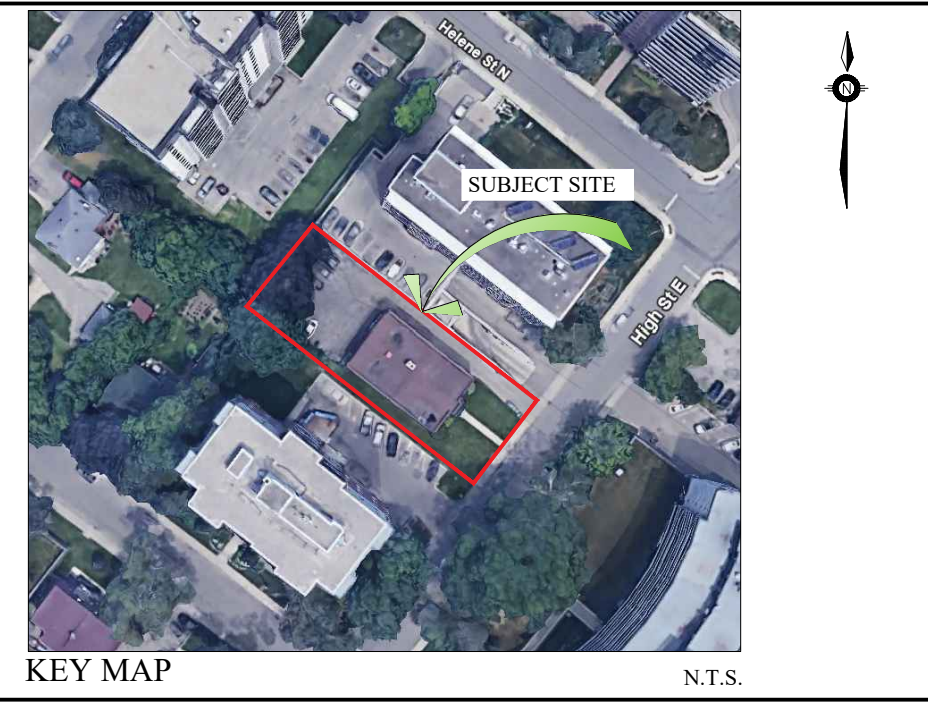 Helene St N
N
SUBJECT SITE
High St E
KEY MAP
N.T.S.